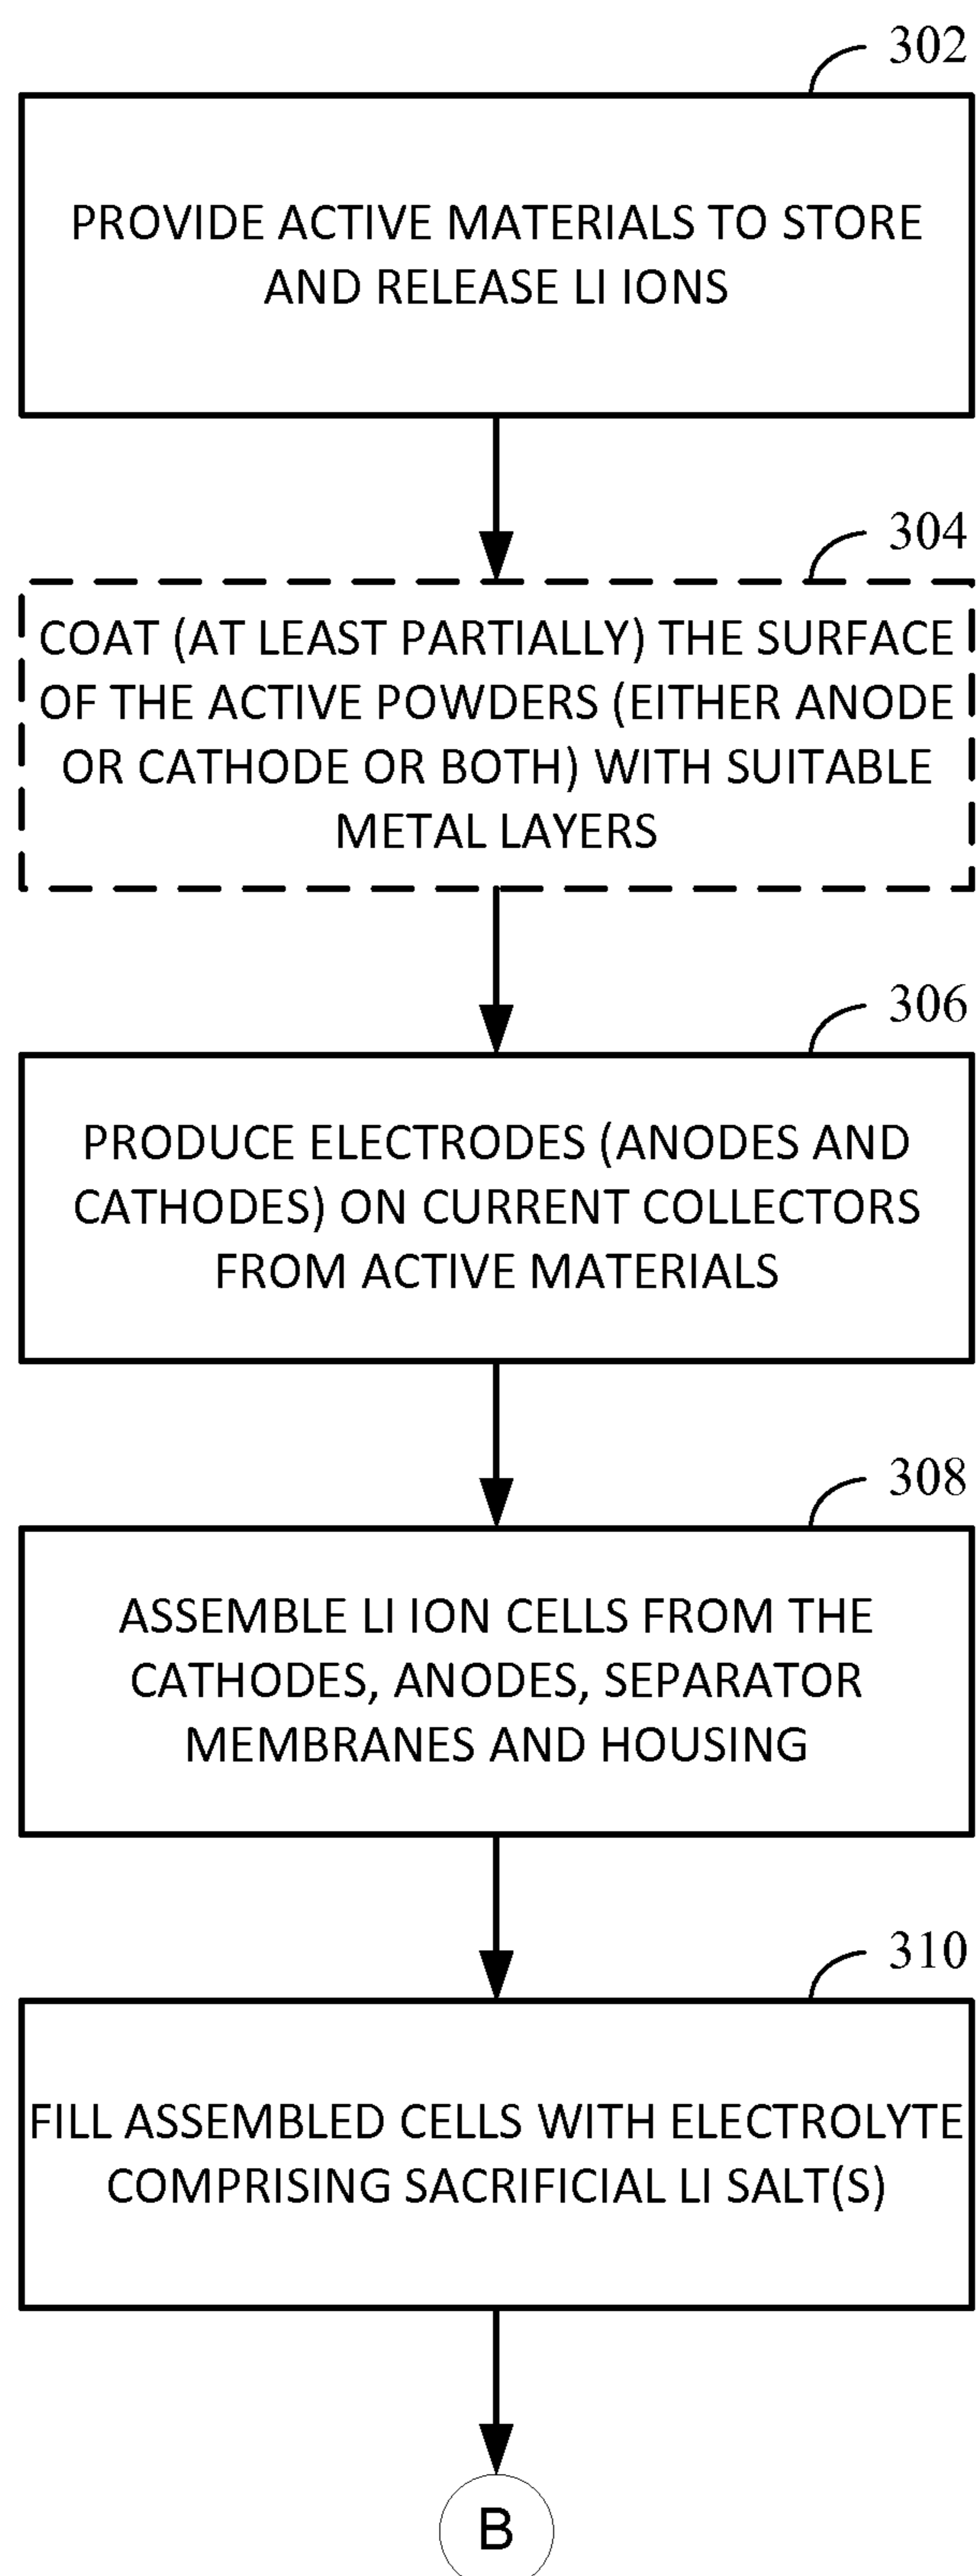 302
PROVIDE ACTIVE MATERIALS TO STORE
AND RELEASE LI IONS
304
COAT (AT LEAST PARTIALLY) THE SURFACE
OF THE ACTIVE POWDERS (EITHER ANODE
OR CATHODE OR BOTH) WITH SUITABLE
METAL LAYERS
306
PRODUCE ELECTRODES (ANODES AND
CATHODES) ON CURRENT COLLECTORS
FROM ACTIVE MATERIALS
308
ASSEMBLE LI ION CELLS FROM THE
CATHODES, ANODES, SEPARATOR
MEMBRANES AND HOUSING
310
FILL ASSEMBLED CELLS WITH ELECTROLYTE
COMPRISING SACRIFICIAL LI SALT(S)
B